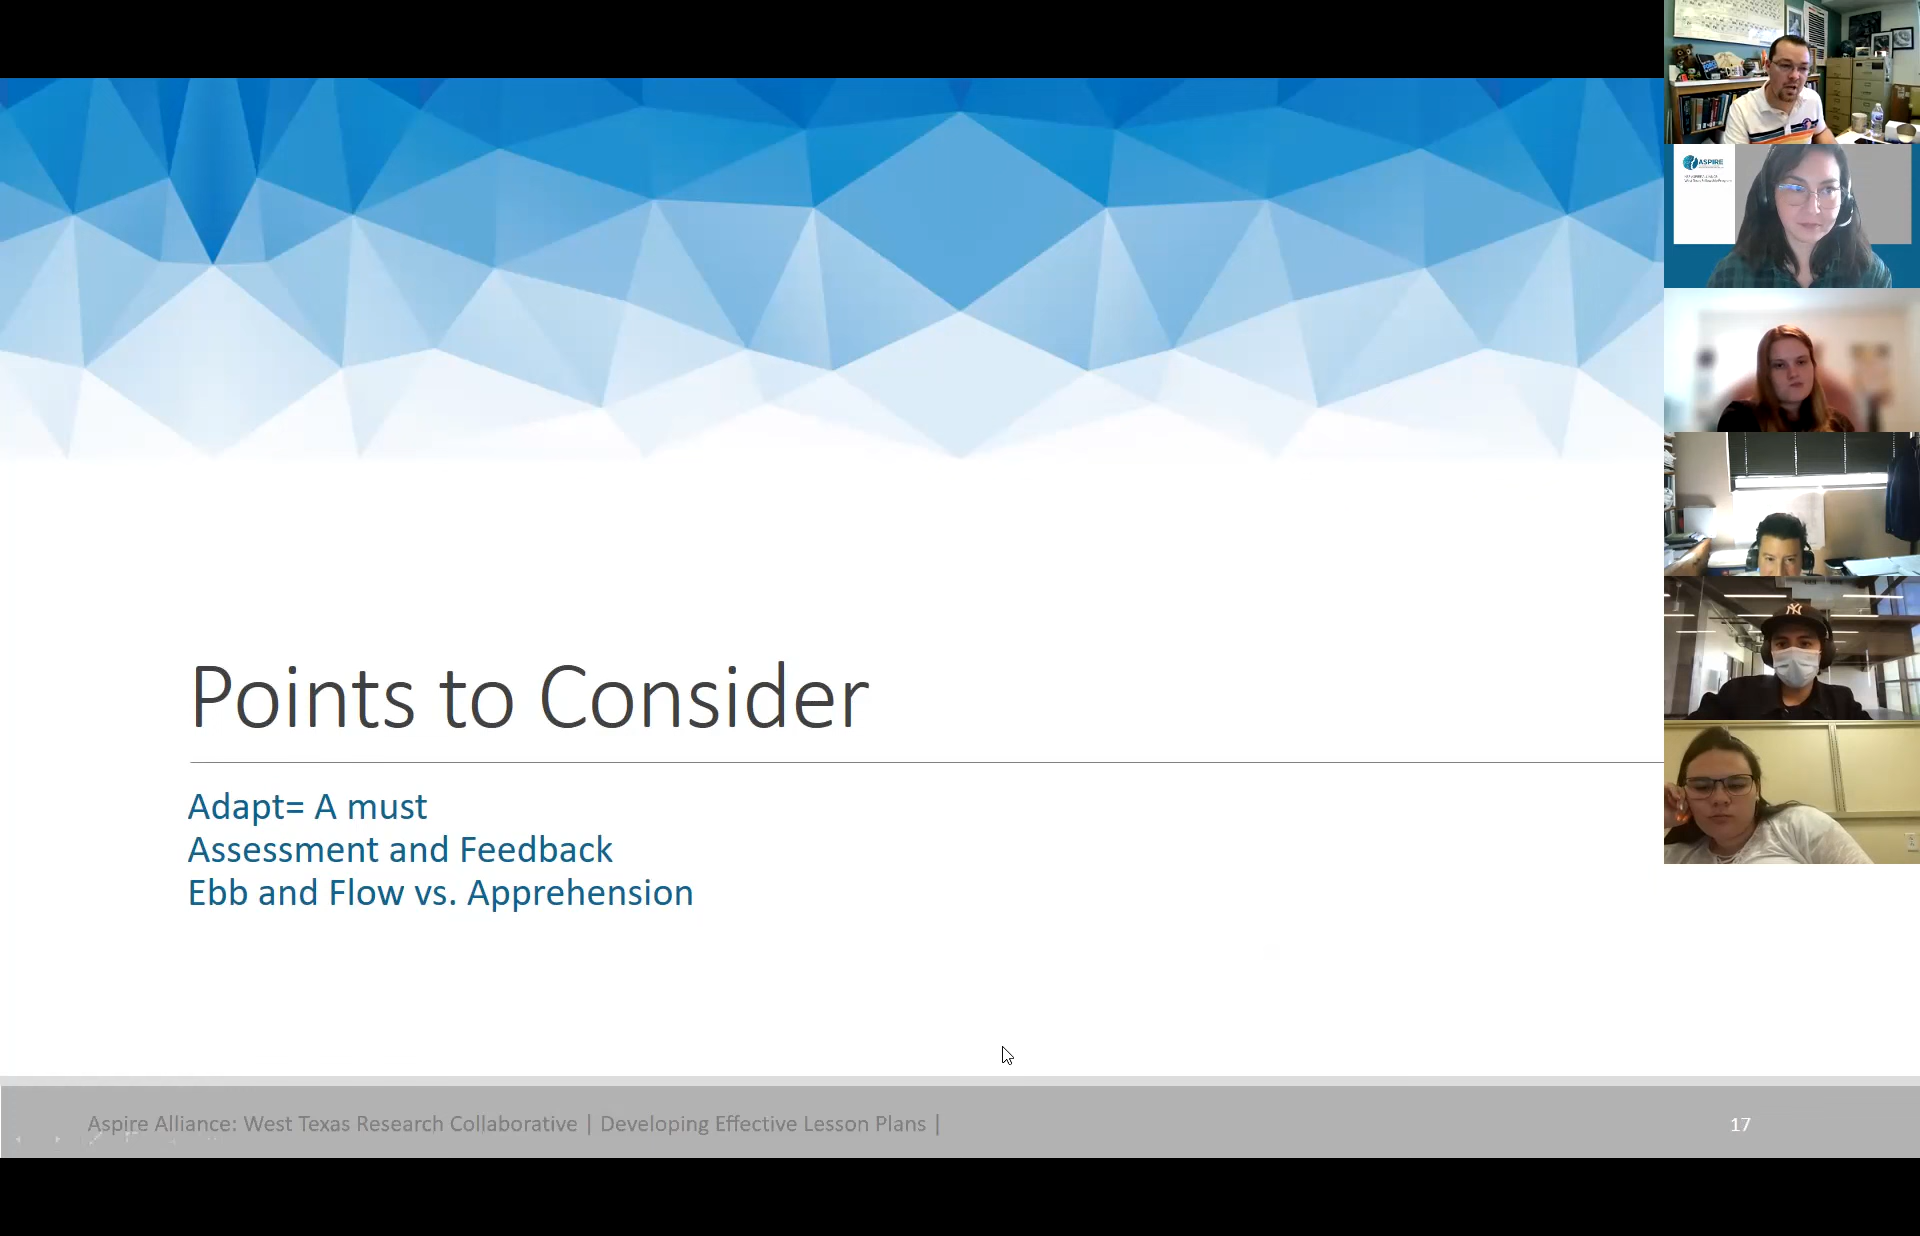 Points to Consider
Adapt= A must
Assessment and Feedback
Ebb and Flow vs. Apprehension
Aspire Alliance: West Texas Research Collaborative | Developing Effective Lesson Plans |
17
ASPIRE